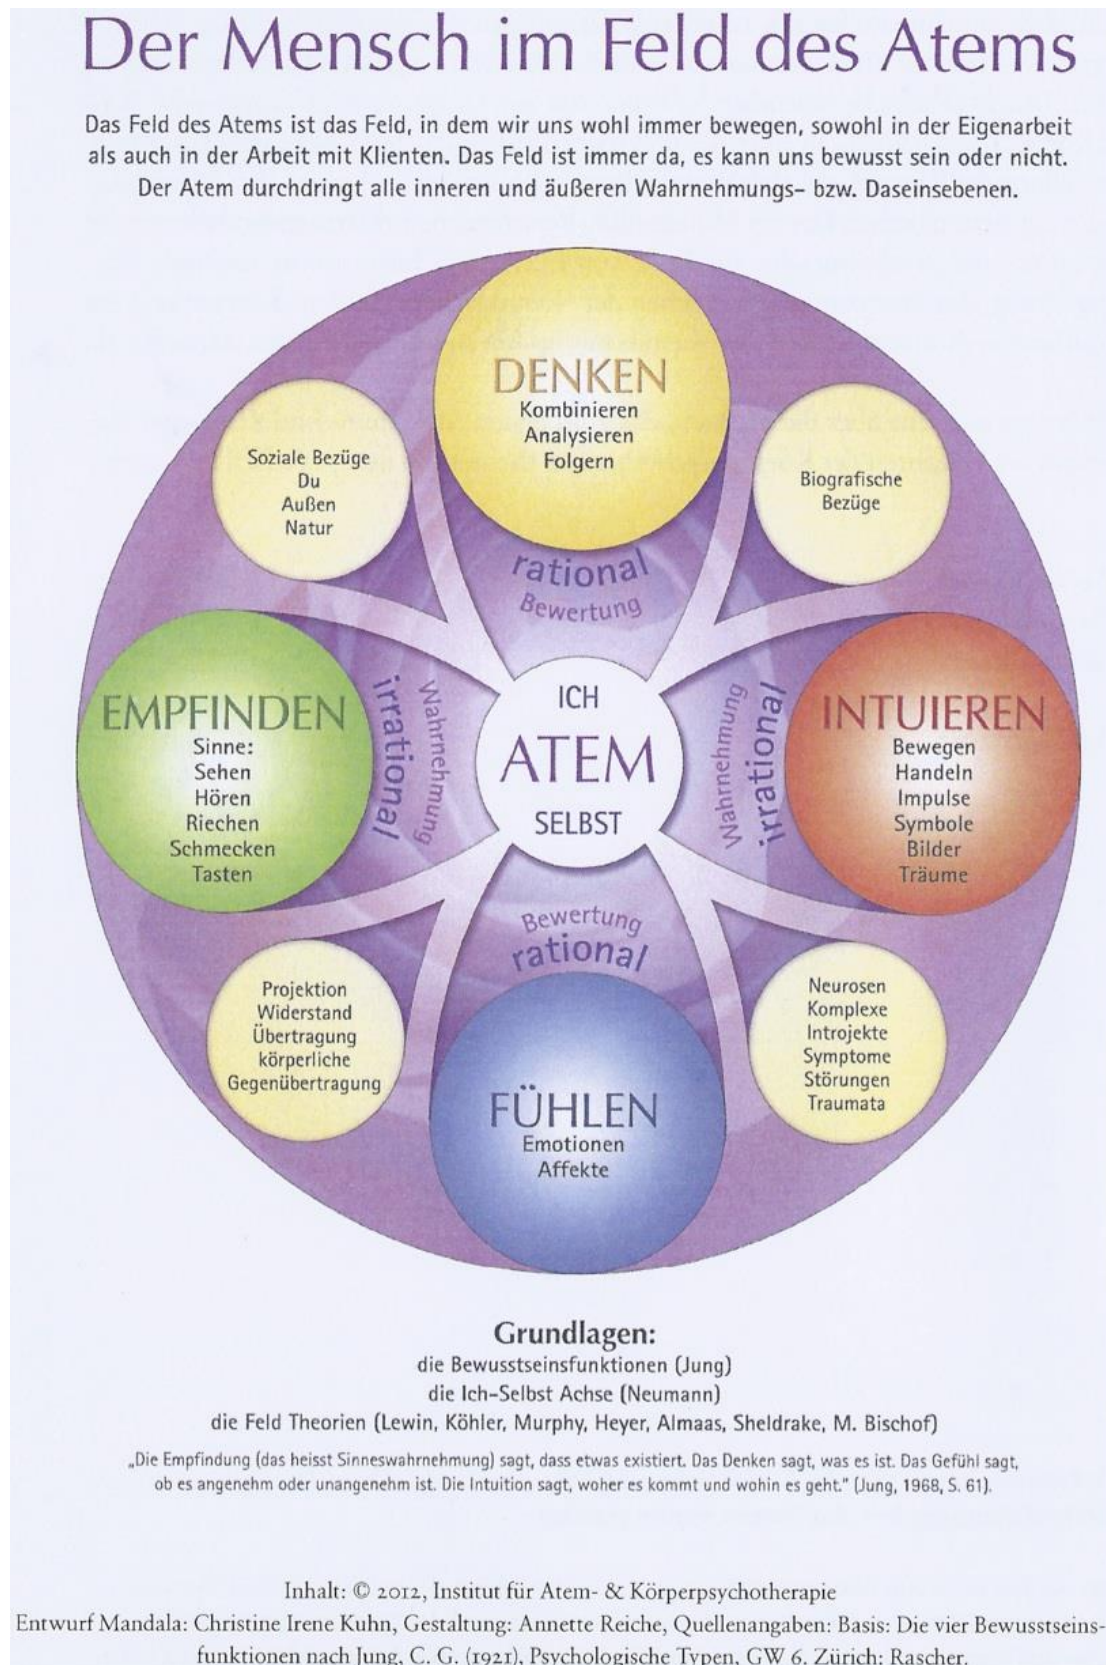 Der Mensch im Feld des Atems
Das Feld des Atems ist das Feld, in dem wir uns wohl immer bewegen, sowohl in der Eigenarbeit
als auch in der Arbeit mit Klienten. Das Feld ist immer da, es kann uns bewusst sein oder nicht.
Der Atem durchdringt alle inneren und äußeren Wahrnehmungs- bzw. Daseinsebenen.
DENKEN
Kombinieren
Analysieren
Folgern
Soziale Bezüge
Du
Außen
Natur
Biografische
Bezüge
rational
Bewertung
EMPFINDEN
Sinne:
Sehen
Hören
Riechen
Schmecken
Tasten
irrational
Wahrnehmung
ICH
ATEM
SELBST
Wahrnehmung
irrational
INTUIEREN
Bewegen
Handeln
Impulse
Symbole
Bilder
Träume
Bewertung
rational
Projektion
Widerstand
Übertragung
körperliche
Gegenübertragung
FÜHLEN
Emotionen
Affekte
Neurosen
Komplexe
Introjekte
Symptome
Störungen
Traumata
Grundlagen:
die Bewusstseinsfunktionen (Jung)
die Ich-Selbst Achse (Neumann)
die Feld Theorien (Lewin, Köhler, Murphy, Heyer, Almaas, Sheldrake, M. Bischof)
„Die Empfindung (das heisst Sinneswahrnehmung) sagt, dass etwas existiert. Das Denken sagt, was es ist. Das Gefühl sagt,
ob es angenehm oder unangenehm ist. Die Intuition sagt, woher es kommt und wohin es geht.“ (Jung, 1968, S. 61).
Inhalt: © 2012, Institut für Atem- & Körperpsychotherapie
Entwurf Mandala: Christine Irene Kuhn, Gestaltung: Annette Reiche, Quellenangaben: Basis: Die vier Bewusstseins-
funktionen nach Jung, C. G. (1921), Psychologische Typen, GW 6. Zürich: Rascher.